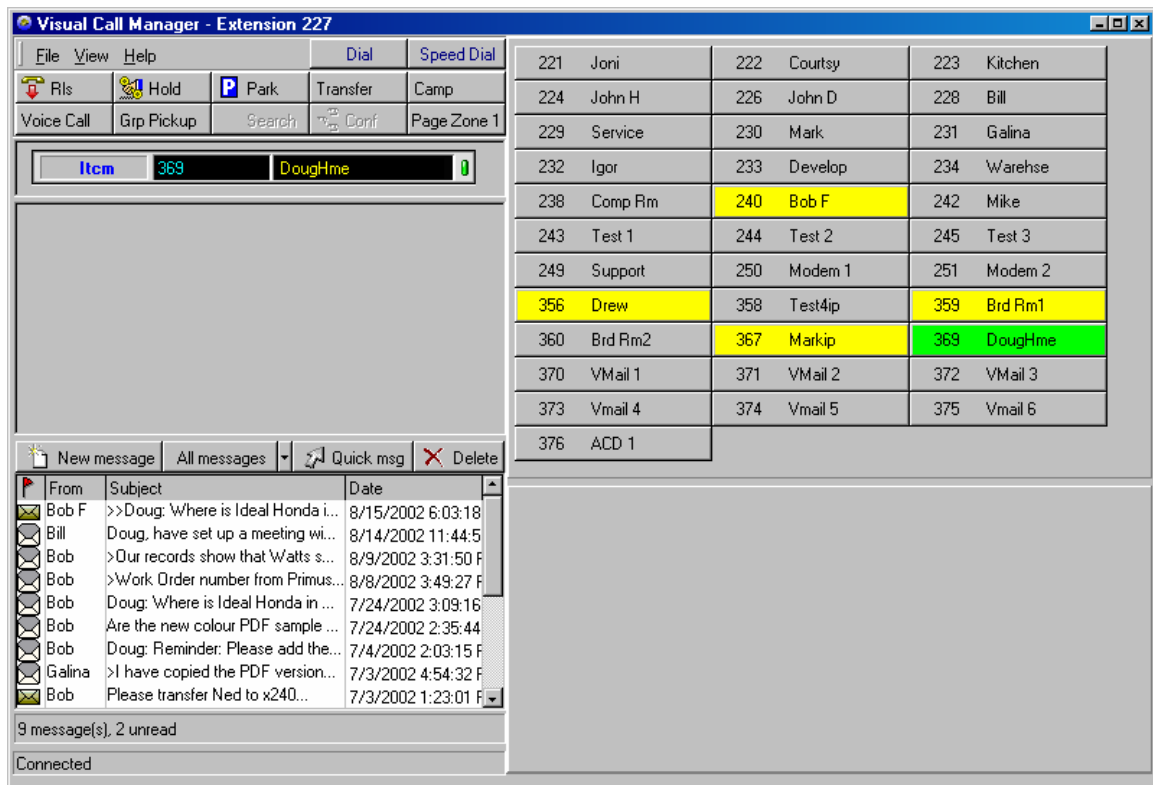 Visual Call Manager - Extension 227
File View Help Dial Speed Dial
Rls Hold P Park Transfer Camp
Voice Call Grp Pickup Search Conf Page Zone 1
Itcm 369 DougHme
221 Joni 222 Courtsy 223 Kitchen
224 John H 226 John D 228 Bill
229 Service 230 Mark 231 Galina
232 Igor 233 Develop 234 Warehse
238 Comp Rm 240 Bob F 242 Mike
243 Test 1 244 Test 2 245 Test 3
249 Support 250 Modem 1 251 Modem 2
356 Drew 358 Test4ip 359 Brd Rm1
360 Brd Rm2 367 Markip 369 DougHme
370 VMail 1 371 VMail 2 372 VMail 3
373 Vmail 4 374 Vmail 5 375 Vmail 6
376 ACD 1
New message All messages Quick msg Delete
From Subject Date
Bob F >>Doug: Where is Ideal Honda i... 8/15/2002 6:03:18
Bill Doug, have set up a meeting wi... 8/14/2002 11:44:5
Bob >Our records show that Watts s... 8/9/2002 3:31:50 P
Bob >Work Order number from Primus... 8/8/2002 3:49:27 P
Bob Doug: Where is Ideal Honda in ... 7/24/2002 3:09:16
Bob Are the new colour PDF sample ... 7/24/2002 2:35:44
Bob Doug: Reminder: Please add the... 7/4/2002 2:03:15 P
Galina >I have copied the PDF version... 7/3/2002 4:54:32 P
Bob Please transfer Ned to x240... 7/3/2002 1:23:01 P
9 message(s), 2 unread
Connected